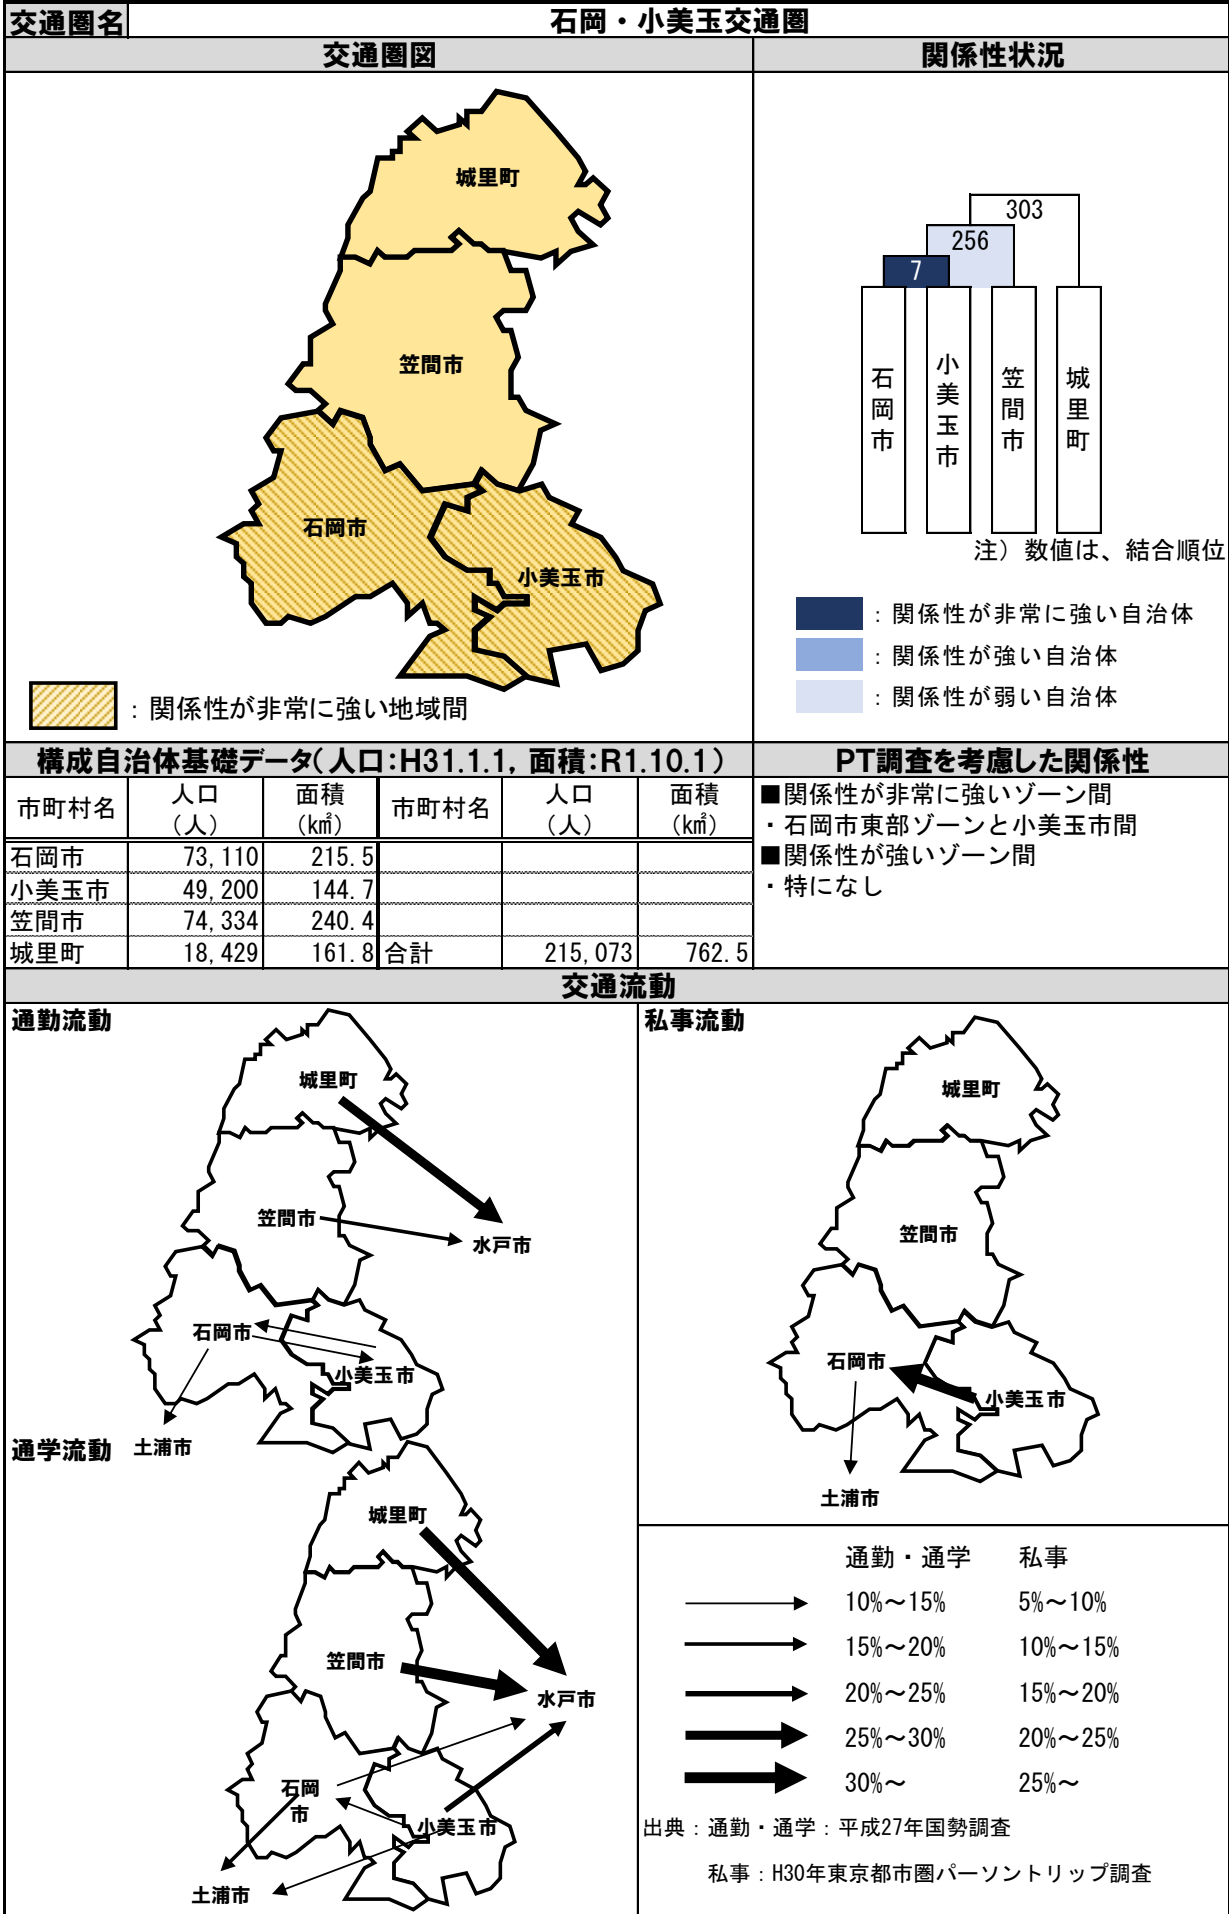 交通圏名
石岡・小美玉交通圏
交通圏図
関係性状況
城里町
笠間市
石岡市
小美玉市
：関係性が非常に強い地域間
303
256
7
石岡市
小美玉市
笠間市
城里町
注）数値は、結合順位
：関係性が非常に強い自治体
：関係性が強い自治体
：関係性が弱い自治体
構成自治体基礎データ(人口:H31.1.1, 面積:R1.10.1)
市町村名 人口（人） 面積（k㎡） 市町村名 人口（人） 面積（k㎡）
石岡市 73,110 215.5
小美玉市 49,200 144.7
笠間市 74,334 240.4
城里町 18,429 161.8 合計 215,073 762.5
PT調査を考慮した関係性
■関係性が非常に強いゾーン間
・石岡市東部ゾーンと小美玉市間
■関係性が強いゾーン間
・特になし
交通流動
通勤流動
城里町
笠間市
水戸市
石岡市
小美玉市
土浦市
通学流動
城里町
笠間市
水戸市
石岡
市
小美玉市
土浦市
私事流動
城里町
笠間市
石岡市
小美玉市
土浦市
通勤・通学 私事
10%～15% 5%～10%
15%～20% 10%～15%
20%～25% 15%～20%
25%～30% 20%～25%
30%～ 25%～
出典：通勤・通学：平成27年国勢調査
私事：H30年東京都市圏パーソントリップ調査